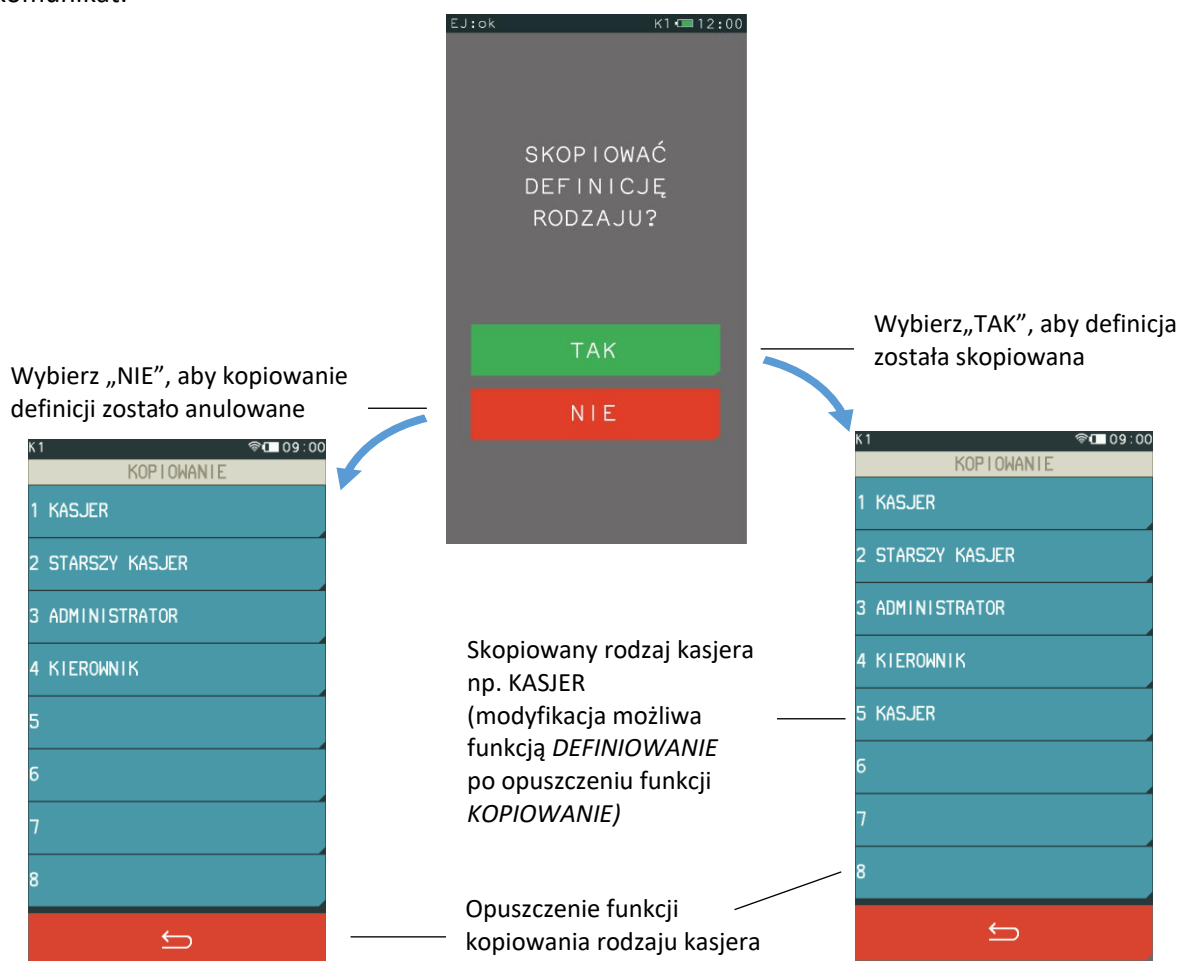 komunikat:
EJ:ok K1 12:00
SKOPIOWAĆ
DEFINICJĘ
RODZAJU?
TAK
NIE
Wybierz„TAK”, aby definicja
została skopiowana
Wybierz „NIE”, aby kopiowanie
definicji zostało anulowane
K1 09:00
KOPIOWANIE
1 KASJER
2 STARSZY KASJER
3 ADMINISTRATOR
4 KIEROWNIK
5
6
7
8
Skopiowany rodzaj kasjera
np. KASJER
(modyfikacja możliwa
funkcją DEFINIOWANIE
po opuszczeniu funkcji
KOPIOWANIE)
Opuszczenie funkcji
kopiowania rodzaju kasjera
K1 09:00
KOPIOWANIE
1 KASJER
2 STARSZY KASJER
3 ADMINISTRATOR
4 KIEROWNIK
5 KASJER
6
7
8